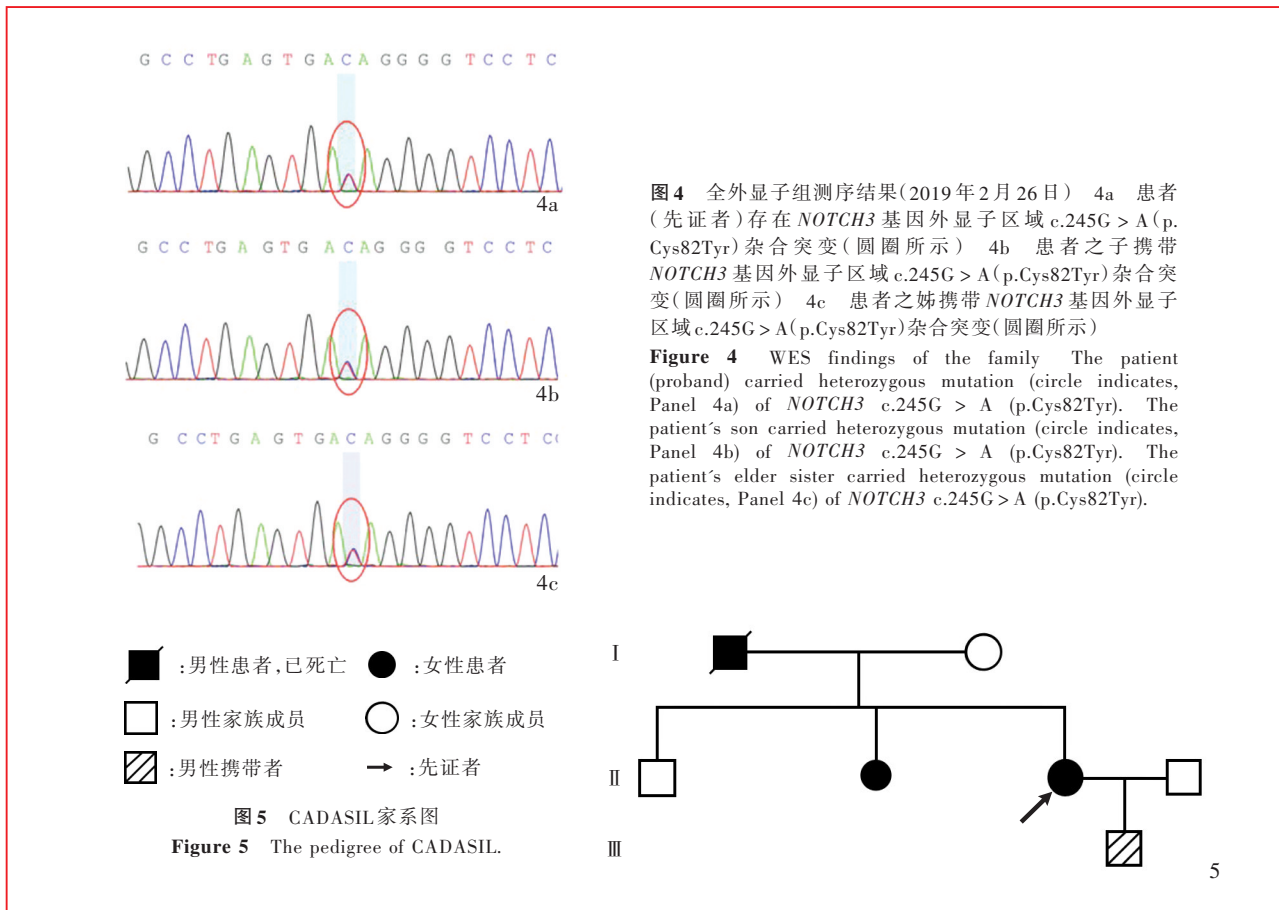 G C C TG A G T G ACA GG G G T C C T C
4a
G C C T G A G T G A CAG GG G TCCTC
4b
G C CTG A G T G ACAGG GG T CC T C
4c
图4 全外显子组测序结果(2019年2月26日) 4a 患者
(先证者)存在NOTCH3基因外显子区域c.245G > A(p.
Cys82Tyr)杂合突变(圆圈所示) 4b 患者之子携带
NOTCH3基因外显子区域c.245G > A(p.Cys82Tyr)杂合突
变(圆圈所示) 4c 患者之姊携带NOTCH3基因外显子
区域c.245G > A(p.Cys82Tyr)杂合突变(圆圈所示)
Figure 4 WES findings of the family The patient
(proband) carried heterozygous mutation (circle indicates,
Panel 4a) of NOTCH3 c.245G > A (p.Cys82Tyr). The
patient′s son carried heterozygous mutation (circle indicates,
Panel 4b) of NOTCH3 c.245G > A (p.Cys82Tyr). The
patient′s elder sister carried heterozygous mutation (circle
indicates, Panel 4c) of NOTCH3 c.245G > A (p.Cys82Tyr).
:男性患者,已死亡 :女性患者
:男性家族成员 :女性家族成员
:男性携带者 :先证者
图5 CADASIL家系图
Figure 5 The pedigree of CADASIL.
Ⅰ
Ⅱ
Ⅲ
5